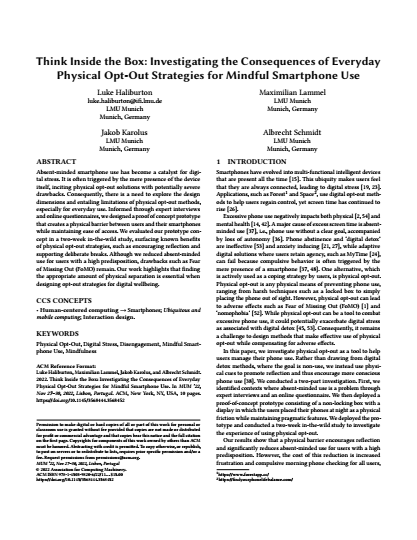 Think Inside the Box: Investigating the Consequences of Everyday
Physical Opt-Out Strategies for Mindful Smartphone Use
Luke Haliburton
luke.haliburton@ifi.lmu.de
LMU Munich
Munich, Germany
Maximilian Lammel
LMU Munich
Munich, Germany
Jakob Karolus
LMU Munich
Munich, Germany
Albrecht Schmidt
LMU Munich
Munich, Germany
ABSTRACT
Absent-minded smartphone use has become a catalyst for digi-
tal stress. It is often triggered by the mere presence of the device
itself, inciting physical opt-out strategies with potentially severe
drawbacks. Consequently, there is a need to explore the design
dimensions and entailing limitations of physical opt-out methods,
especially for everyday use. Informed through expert interviews
and online questionnaires, we designed a proof of concept prototype
that creates a physical barrier between users and their smartphones
while maintaining ease of access. We evaluated our prototype con-
cept in a two-week in-the-wild study, surfacing known benefits
of physical opt-out strategies, such as encouraging reflection and
supporting deliberate breaks. Although we reduced absent-minded
use for users with a high predisposition, drawbacks such as Fear
of Missing Out (FoMO) remain. Our work highlights that finding
the appropriate amount of physical separation is essential when
designing opt-out strategies for digital wellbeing.
CCS CONCEPTS
• Human-centered computing → Smartphones; Ubiquitous and
mobile computing; Interaction design.
KEYWORDS
Physical Opt-Out, Digital Stress, Disengagement, Mindful Smart-
phone Use, Mindfulness
ACM Reference Format:
Luke Haliburton, Maximilian Lammel, Jakob Karolus, and Albrecht Schmidt.
2022. Think Inside the Box: Investigating the Consequences of Everyday
Physical Opt-Out Strategies for Mindful Smartphone Use. In MUM '22,
Nov 27–30, 2022, Lisbon, Portugal. ACM, New York, NY, USA, 10 pages.
https://doi.org/10.1145/3568444.3568452
Permission to make digital or hard copies of all or part of this work for personal or
classroom use is granted without fee provided that copies are not made or distributed
for profit or commercial advantage and that copies bear this notice and the full citation
on the first page. Copyrights for components of this work owned by others than ACM
must be honored. Abstracting with credit is permitted. To copy otherwise, or republish,
to post on servers or to redistribute to lists, requires prior specific permission and/or a
fee. Request permissions from permissions@acm.org.
MUM '22, Nov 27–30, 2022, Lisbon, Portugal
© 2022 Association for Computing Machinery.
https://doi.org/10.1145/3568444.3568452
1 INTRODUCTION
Smartphones have evolved into multi-functional intelligent devices
that are present all the time [15]. This ubiquity makes users feel
that they are always connected, leading to digital stress [19, 23].
Applications, such as Forest¹ and Space², use digital opt-out meth-
ods to help users regain control, yet screen time has continued to
rise [26].
Excessive phone use negatively impacts both physical [2, 54] and
mental health [14, 42]. A major cause of excess screen time is absent-
minded use [37], i.e., phone use without a clear goal, accompanied
by loss of autonomy [36]. Phone abstinence and 'digital detox'
are ineffective [55] and anxiety inducing [21, 27], while adaptive
digital solutions where users retain agency, such as MyTime [24],
can fail because compulsive behavior is often triggered by the
mere presence of a smartphone [37, 48]. One alternative, which
is actively used as a coping strategy by users, is physical opt-out.
Physical opt-out is any physical means of preventing phone use,
ranging from harsh techniques such as a locked box to simply
placing the phone out of sight. However, physical opt-out can lead
to adverse effects such as Fear of Missing Out (FoMO) [1] and
'nomophobia' [52]. While physical opt-out can be a tool to combat
excessive phone use, it could potentially exacerbate digital stress
as associated with digital detox [45, 53]. Consequently, it remains
a challenge to design methods that make effective use of physical
opt-out while compensating for adverse effects.
In this paper, we investigate physical opt-out as a tool to help
users manage their phone use. Rather than drawing from digital
detox methods, where the goal is non-use, we instead use physi-
cal cues to promote reflection and thus encourage more conscious
phone use [38]. We conducted a two-part investigation. First, we
identified contexts where absent-minded use is a problem through
expert interviews and an online questionnaire. We then deployed a
proof-of-concept prototype consisting of a non-locking box with a
display in which the users placed their phones at night as a physical
friction while maintaining pragmatic features. We deployed the pro-
totype and conducted a two-week in-the-wild study to investigate
the experience of using physical opt-out.
Our results show that a physical barrier encourages reflection
and significantly reduces absent-minded use for users with a high
predisposition. However, the cost of this reduction is increased
frustration and compulsive morning phone checking for all users,
¹https://www.forestapp.cc/